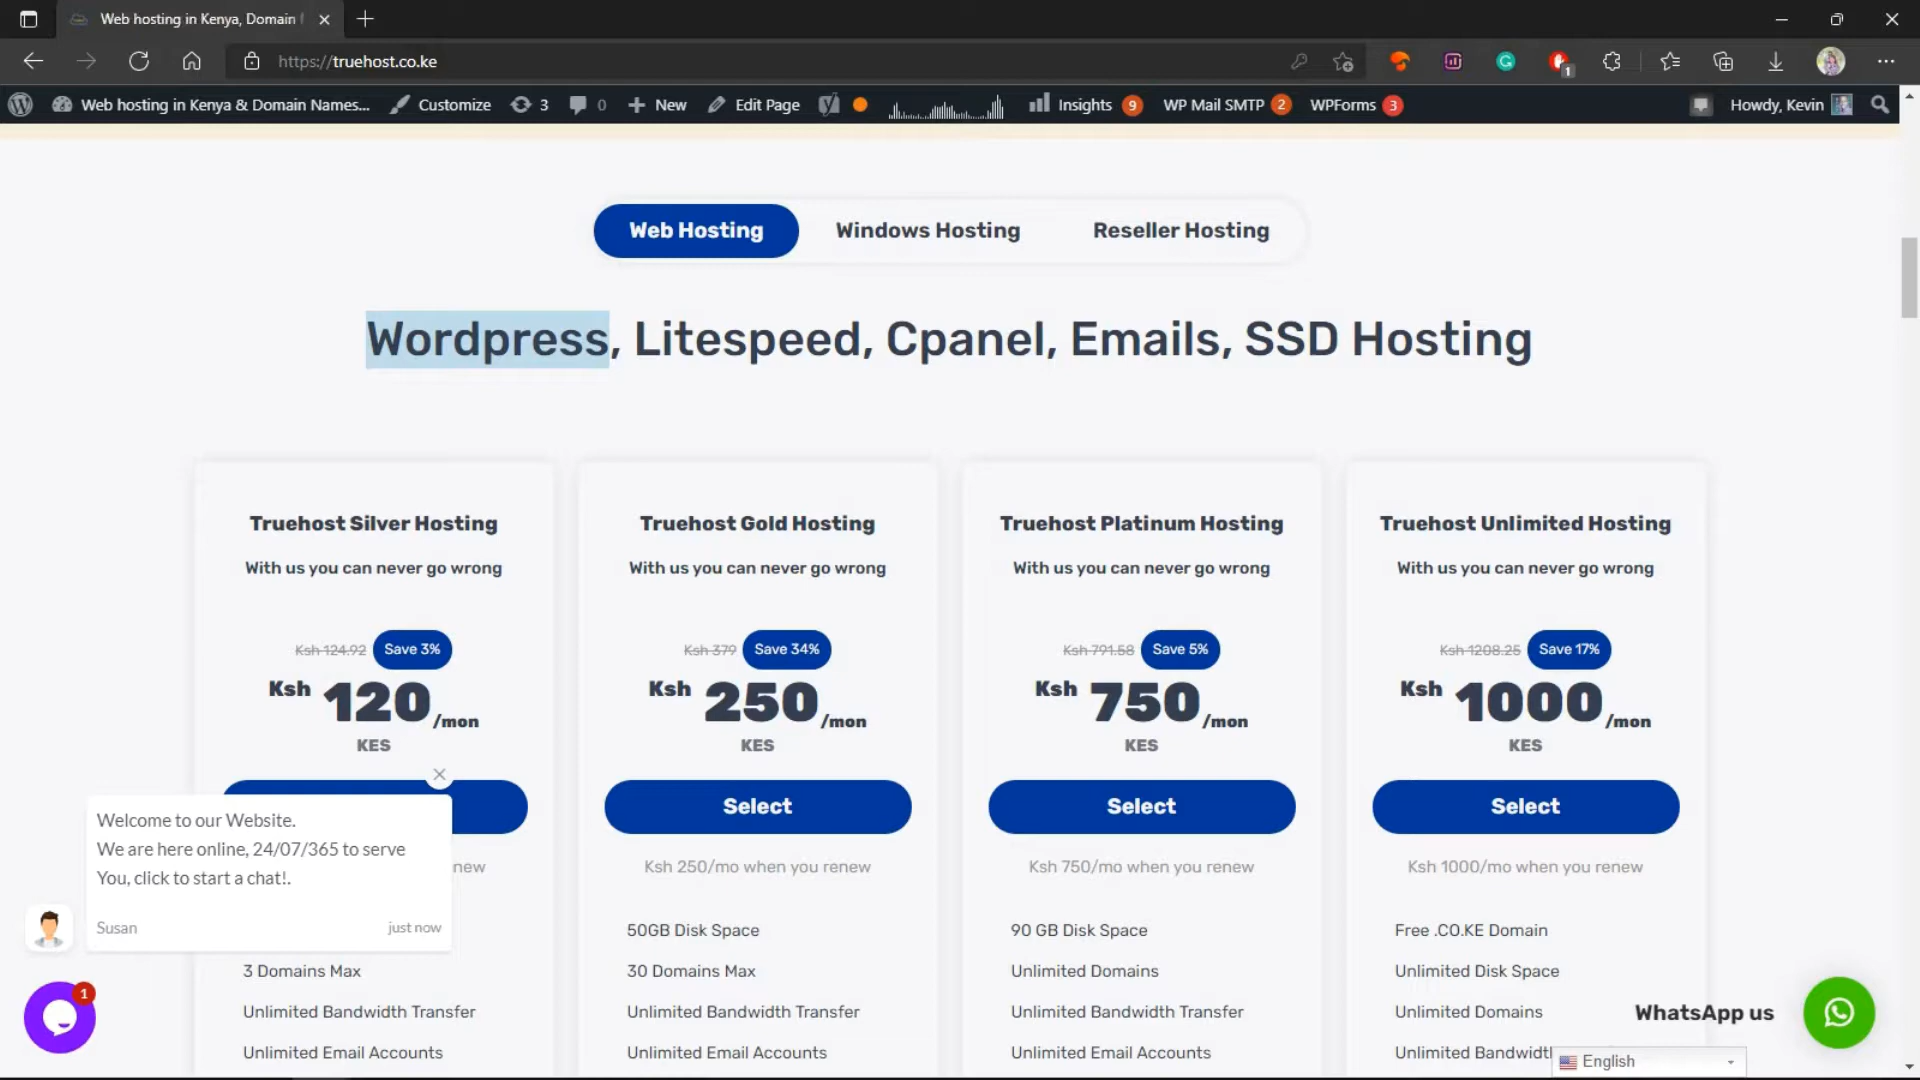 Web hosting in Kenya, Domain
https://truehost.co.ke
1
Web hosting in Kenya & Domain Names... Customize 3 0 New Edit Page Insights 9 WP Mail SMTP 2 WPForms 3 Howdy, Kevin
Web Hosting Windows Hosting Reseller Hosting
Wordpress, Litespeed, Cpanel, Emails, SSD Hosting
Truehost Silver Hosting
With us you can never go wrong
Ksh 124.92 Save 3%
Ksh 120 /mon
KES
new
3 Domains Max
Unlimited Bandwidth Transfer
Unlimited Email Accounts
Truehost Gold Hosting
With us you can never go wrong
Ksh 379 Save 34%
Ksh 250 /mon
KES
Select
Ksh 250/mo when you renew
50GB Disk Space
30 Domains Max
Unlimited Bandwidth Transfer
Unlimited Email Accounts
Truehost Platinum Hosting
With us you can never go wrong
Ksh 791.58 Save 5%
Ksh 750 /mon
KES
Select
Ksh 750/mo when you renew
90 GB Disk Space
Unlimited Domains
Unlimited Bandwidth Transfer
Unlimited Email Accounts
Truehost Unlimited Hosting
With us you can never go wrong
Ksh 1208.25 Save 17%
Ksh 1000 /mon
KES
Select
Ksh 1000/mo when you renew
Free .CO.KE Domain
Unlimited Disk Space
Unlimited Domains
Unlimited Bandwidt
Welcome to our Website.
We are here online, 24/07/365 to serve
You, click to start a chat!.
Susan just now
1
WhatsApp us
English